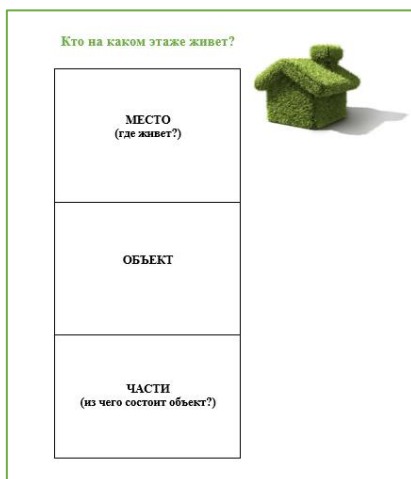 Кто на каком этаже живет?
МЕСТО
(где живет?)
ОБЪЕКТ
ЧАСТИ
(из чего состоит объект?)